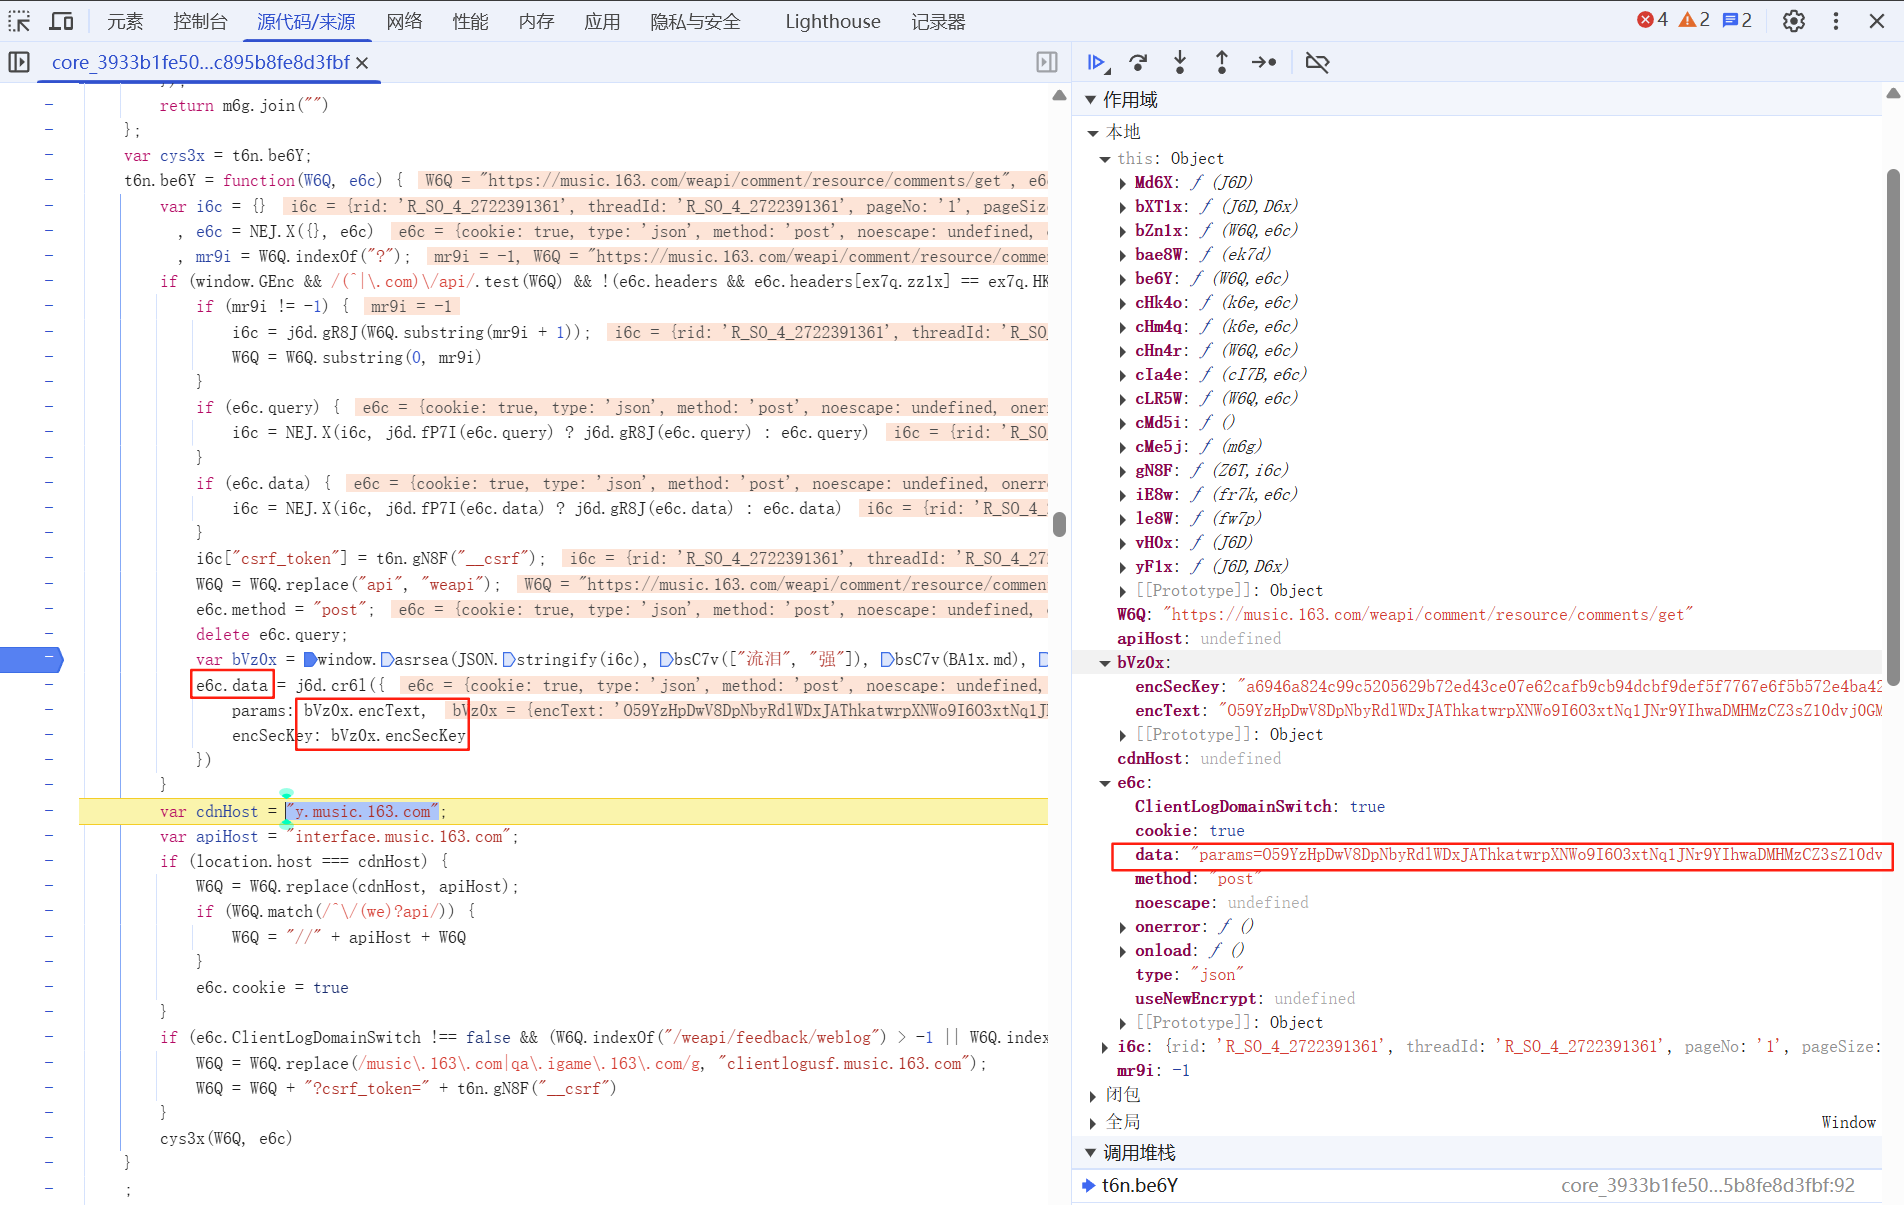 元素 控制台 源代码/来源 网络 性能 内存 应用 隐私与安全 Lighthouse 记录器 4 2 2
core_3933b1fe50...c895b8fe8d3fbf
return m6g.join("")
};
var cys3x = t6n.be6Y;
t6n.be6Y = function(W6Q, e6c) { W6Q = "https://music.163.com/weapi/comment/resource/comments/get", e6c
var i6c = {} i6c = {rid: 'R_SO_4_2722391361', threadId: 'R_SO_4_2722391361', pageNo: '1', pageSiz
, e6c = NEJ.X({}, e6c) e6c = {cookie: true, type: 'json', method: 'post', noescape: undefined,
, mr9i = W6Q.indexOf("?"); mr9i = -1, W6Q = "https://music.163.com/weapi/comment/resource/comme
if (window.GEnc && /(^|\.com)\/api/.test(W6Q) && !(e6c.headers && e6c.headers[ex7q.zz1x] == ex7q.HK
if (mr9i != -1) { mr9i = -1
i6c = j6d.gR8J(W6Q.substring(mr9i + 1)); i6c = {rid: 'R_SO_4_2722391361', threadId: 'R_SO_
W6Q = W6Q.substring(0, mr9i)
}
if (e6c.query) { e6c = {cookie: true, type: 'json', method: 'post', noescape: undefined, oner
i6c = NEJ.X(i6c, j6d.fP7I(e6c.query) ? j6d.gR8J(e6c.query) : e6c.query) i6c = {rid: 'R_SO_
}
if (e6c.data) { e6c = {cookie: true, type: 'json', method: 'post', noescape: undefined, onerr
i6c = NEJ.X(i6c, j6d.fP7I(e6c.data) ? j6d.gR8J(e6c.data) : e6c.data) i6c = {rid: 'R_SO_4_
}
i6c["csrf_token"] = t6n.gN8F("__csrf"); i6c = {rid: 'R_SO_4_2722391361', threadId: 'R_SO_4_27
W6Q = W6Q.replace("api", "weapi"); W6Q = "https://music.163.com/weapi/comment/resource/commen
e6c.method = "post"; e6c = {cookie: true, type: 'json', method: 'post', noescape: undefined,
delete e6c.query;
var bVz0x = window.asrsea(JSON.stringify(i6c), bsC7v(["流泪", "强"]), bsC7v(BA1x.md),
e6c.data = j6d.cr6l({ e6c = {cookie: true, type: 'json', method: 'post', noescape: undefined,
params: bVz0x.encText, bVz0x = {encText: 'O59YzHpDwV8DpNbyRdlWDxJAThkatwrpXNWo9I6O3xtNq1J
encSecKey: bVz0x.encSecKey
})
}
var cdnHost = "y.music.163.com";
var apiHost = "interface.music.163.com";
if (location.host === cdnHost) {
W6Q = W6Q.replace(cdnHost, apiHost);
if (W6Q.match(/^\/(we)?api/)) {
W6Q = "//" + apiHost + W6Q
}
e6c.cookie = true
}
if (e6c.ClientLogDomainSwitch !== false && (W6Q.indexOf("/weapi/feedback/weblog") > -1 || W6Q.index
W6Q = W6Q.replace(/music\.163\.com|qa\.igame\.163\.com/g, "clientlogusf.music.163.com");
W6Q = W6Q + "?csrf_token=" + t6n.gN8F("__csrf")
}
cys3x(W6Q, e6c)
}
;
作用域
本地
this: Object
Md6X: ƒ (J6D)
bXT1x: ƒ (J6D,D6x)
bZn1x: ƒ (W6Q,e6c)
bae8W: ƒ (ek7d)
be6Y: ƒ (W6Q,e6c)
cHk4o: ƒ (k6e,e6c)
cHm4q: ƒ (k6e,e6c)
cHn4r: ƒ (W6Q,e6c)
cIa4e: ƒ (cI7B,e6c)
cLR5W: ƒ (W6Q,e6c)
cMd5i: ƒ ()
cMe5j: ƒ (m6g)
gN8F: ƒ (Z6T,i6c)
iE8w: ƒ (fr7k,e6c)
le8W: ƒ (fw7p)
vH0x: ƒ (J6D)
yF1x: ƒ (J6D,D6x)
[[Prototype]]: Object
W6Q: "https://music.163.com/weapi/comment/resource/comments/get"
apiHost: undefined
bVz0x:
encSecKey: "a6946a824c99c5205629b72ed43ce07e62cafb9cb94dcbf9def5f7767e6f5b572e4ba42
encText: "O59YzHpDwV8DpNbyRdlWDxJAThkatwrpXNWo9I6O3xtNq1JNr9YIhwaDMHMzCZ3sZ10dvj0GM
[[Prototype]]: Object
cdnHost: undefined
e6c:
ClientLogDomainSwitch: true
cookie: true
data: "params=O59YzHpDwV8DpNbyRdlWDxJAThkatwrpXNWo9I6O3xtNq1JNr9YIhwaDMHMzCZ3sZ10dv
method: "post"
noescape: undefined
onerror: ƒ ()
onload: ƒ ()
type: "json"
useNewEncrypt: undefined
[[Prototype]]: Object
i6c: {rid: 'R_SO_4_2722391361', threadId: 'R_SO_4_2722391361', pageNo: '1', pageSize:
mr9i: -1
闭包
全局 Window
调用堆栈
t6n.be6Y core_3933b1fe50...5b8fe8d3fbf:92